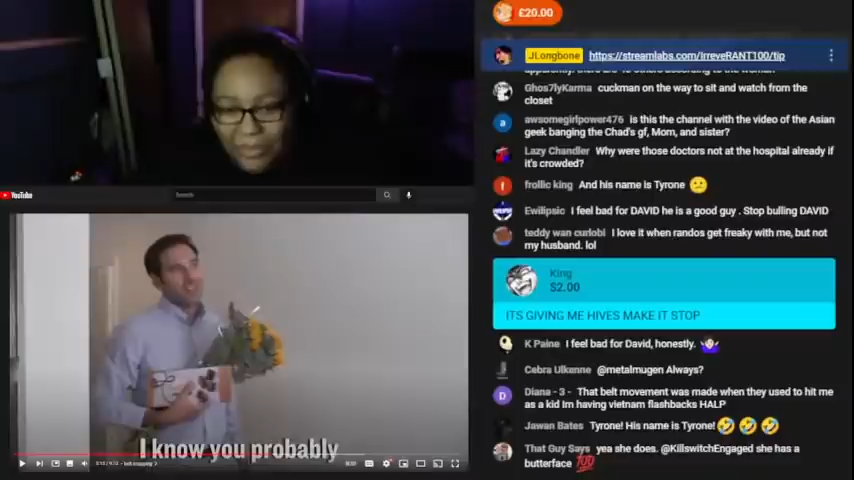 £20.00
JLongbone https://streamlabs.com/IrreveRANT100/tip
Ghos7lyKarma cuckman on the way to sit and watch from the
closet
awsomegirlpower476 is this the channel with the video of the Asian
geek banging the Chad's gf, Mom, and sister?
Lazy Chandler Why were those doctors not at the hospital already if
it's crowded?
frollic king And his name is Tyrone
Ewilipsic I feel bad for DAVID he is a good guy . Stop bulling DAVID
teddy wan curlobi I love it when randos get freaky with me, but not
my husband. lol
King
$2.00
ITS GIVING ME HIVES MAKE IT STOP
K Paine I feel bad for David, honestly.
Cebra Ulkenne @metalmugen Always?
Diana - 3 - That belt movement was made when they used to hit me
as a kid Im having vietnam flashbacks HALP
Jawan Bates Tyrone! His name is Tyrone!
That Guy Says yea she does. @KillswitchEngaged she has a
butterface 💯
YouTube
Search
I know you probably